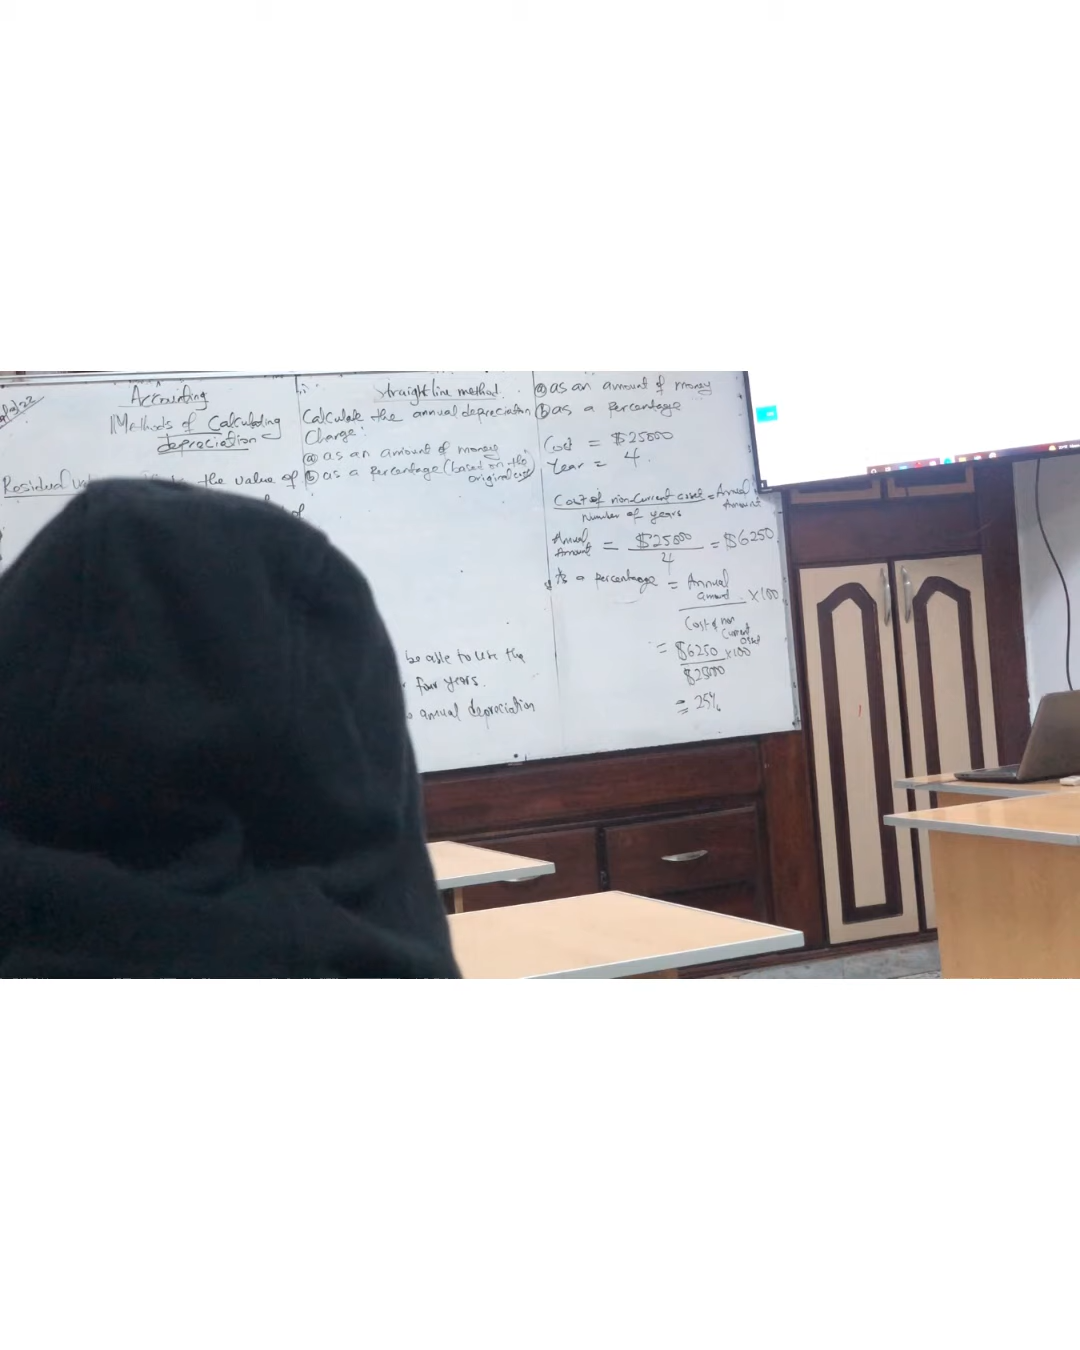 Accounting
Methods of Calculating
depreciation
Residual
the value of
of
Straight line method.
Calculate the annual depreciation
Charge:
(a) as an amount of money
(b) as a percentage (based on the
original cost)
be able to use the
four years.
annual depreciation
(a) as an amount of money
(b) as a percentage
Cost = $25000
Year = 4.
Cost of non-Current asset = Annual
Number of years Amount
Annual
Amount = $25000 = $6250
4
As a percentage = Annual
amount × 100
Cost of non
Current
asset
= $6250 × 100
$25000
= 25%